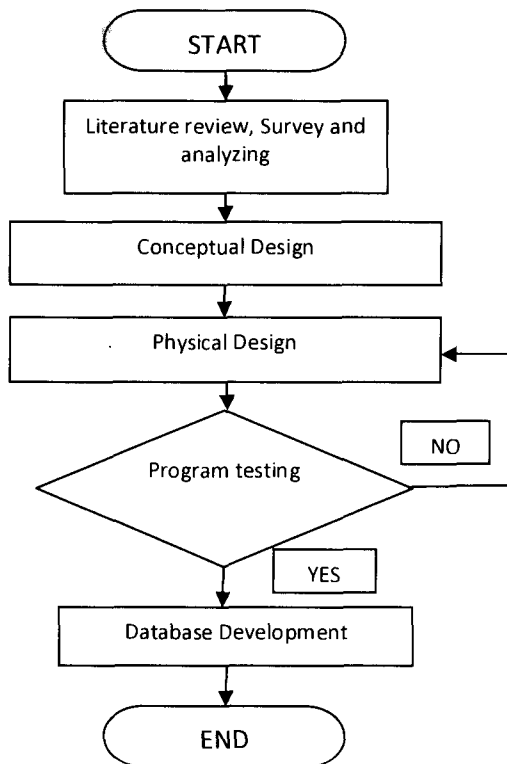 START
Literature review, Survey and
analyzing
Conceptual Design
Physical Design
Program testing
NO
YES
Database Development
END